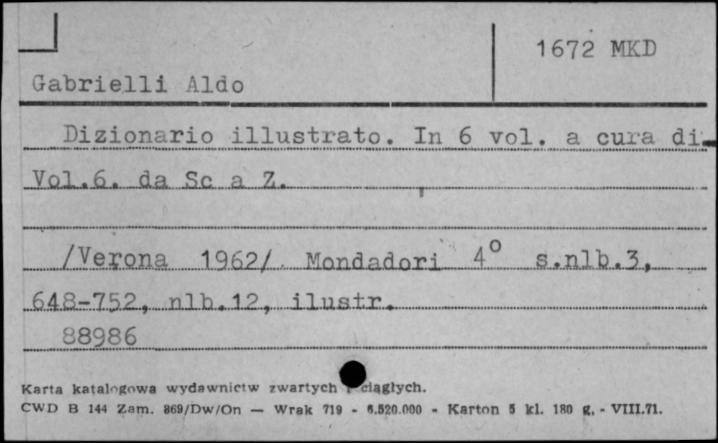 1672 MKD
Gabrielli Aldo
Dizionario illustrato. In 6 vol. a cura di-
Vol.6. da Sc a Z.
/Verona 1962/ Mondadori 4° s.nlb.3,
648-752, nlb.12, ilustr.
88986
Karta katalogowa wydawnictw zwartych i ciągłych.
CWD B 144 Zam. 869/Dw/On — Wrak 719 - 6.520.000 - Karton 5 kl. 180 g. - VIII.71.